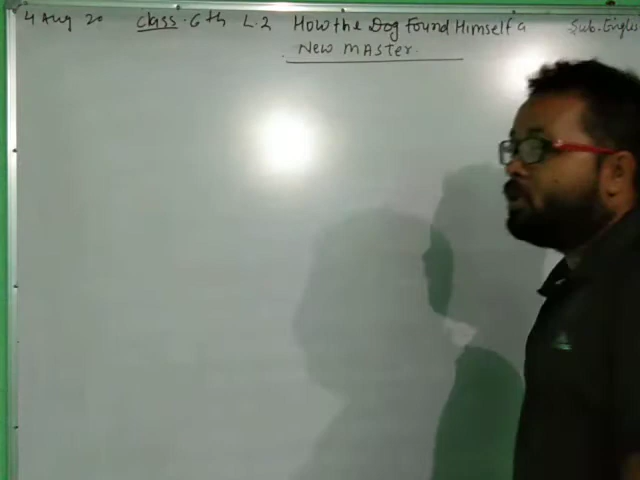 4 Aug 20 Class. 6th L.2 How the Dog Found Himself a Sub. Englis
New Master.